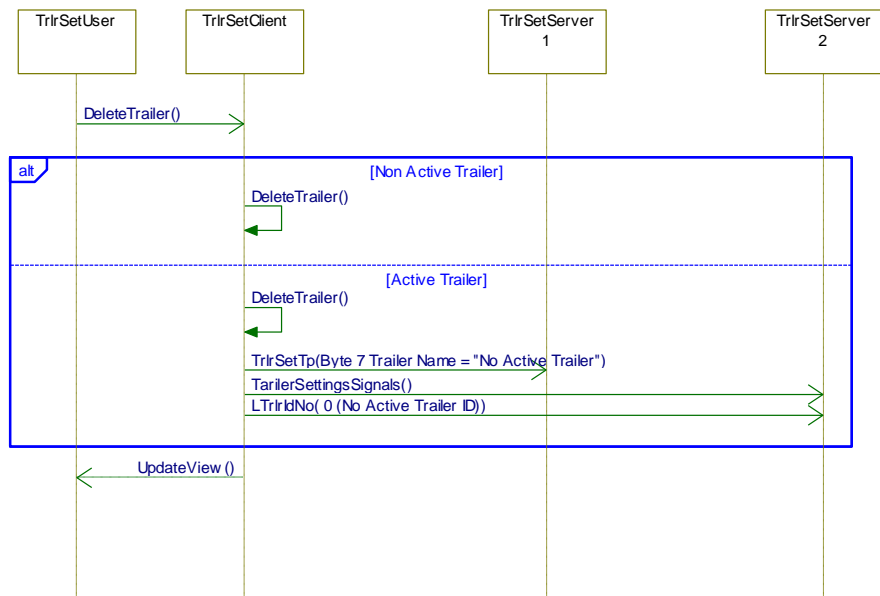 TrlrSetUser
TrlrSetClient
TrlrSetServer
1
TrlrSetServer
2
DeleteTrailer()
alt
[Non Active Trailer]
DeleteTrailer()
[Active Trailer]
DeleteTrailer()
TrlrSetTp(Byte 7 Trailer Name = "No Active Trailer")
TarilerSettingsSignals()
LTrlrIdNo( 0 (No Active Trailer ID))
UpdateView ()